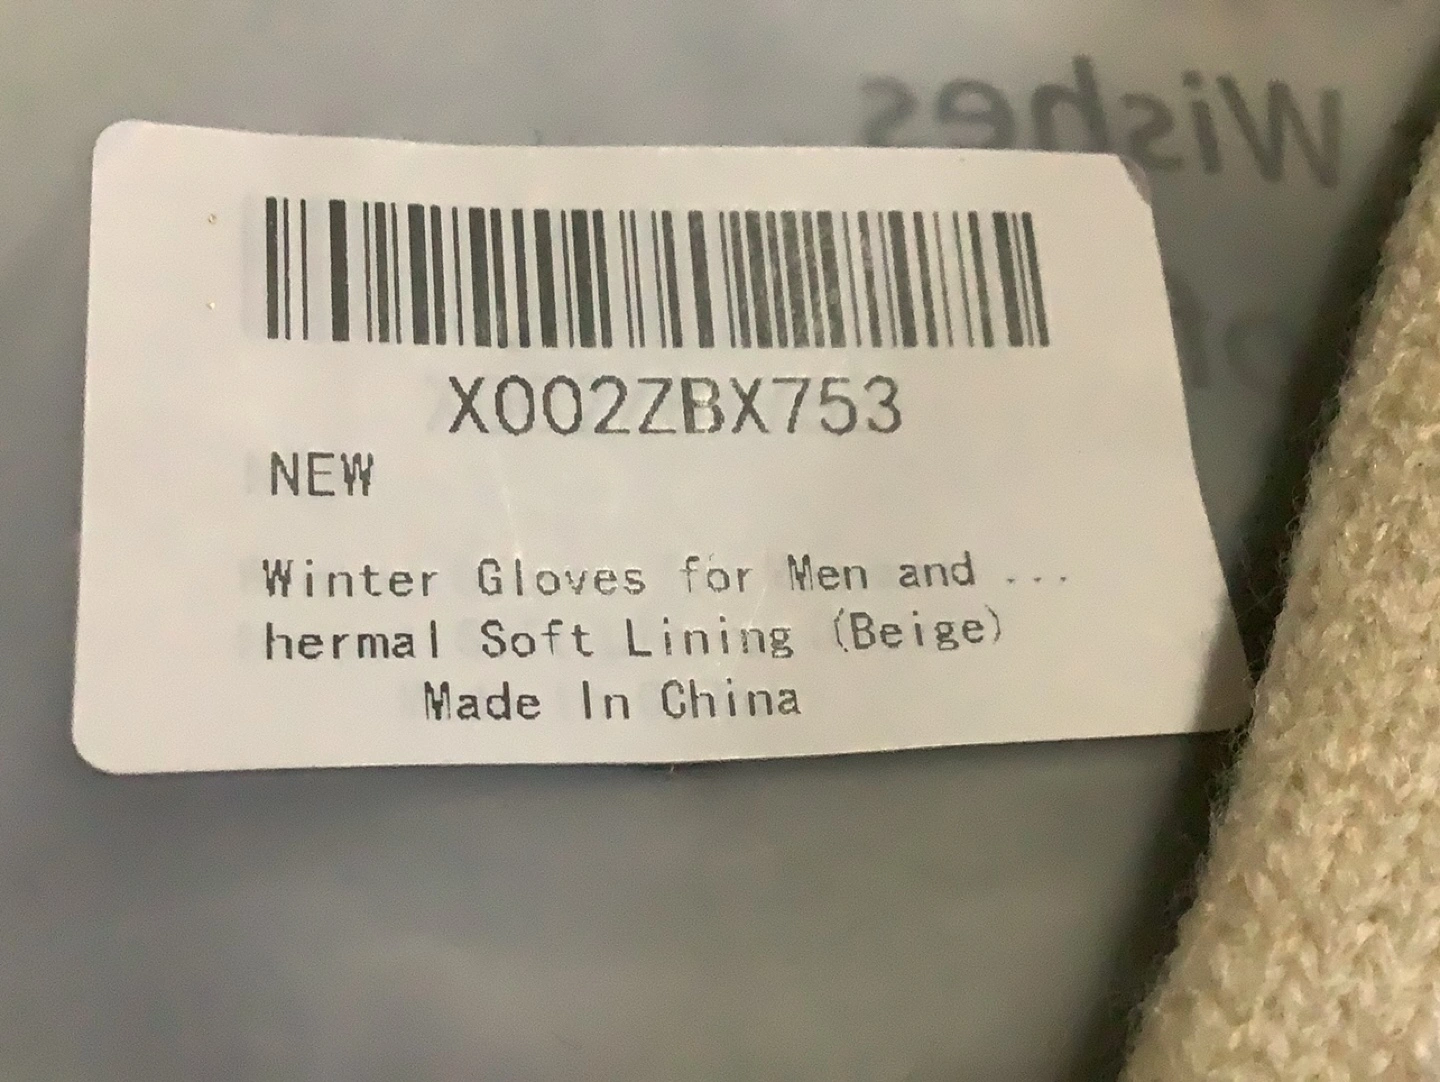 Wishes
X002ZBX753
NEW
Winter Gloves for Men and ...
hermal Soft Lining (Beige)
Made In China